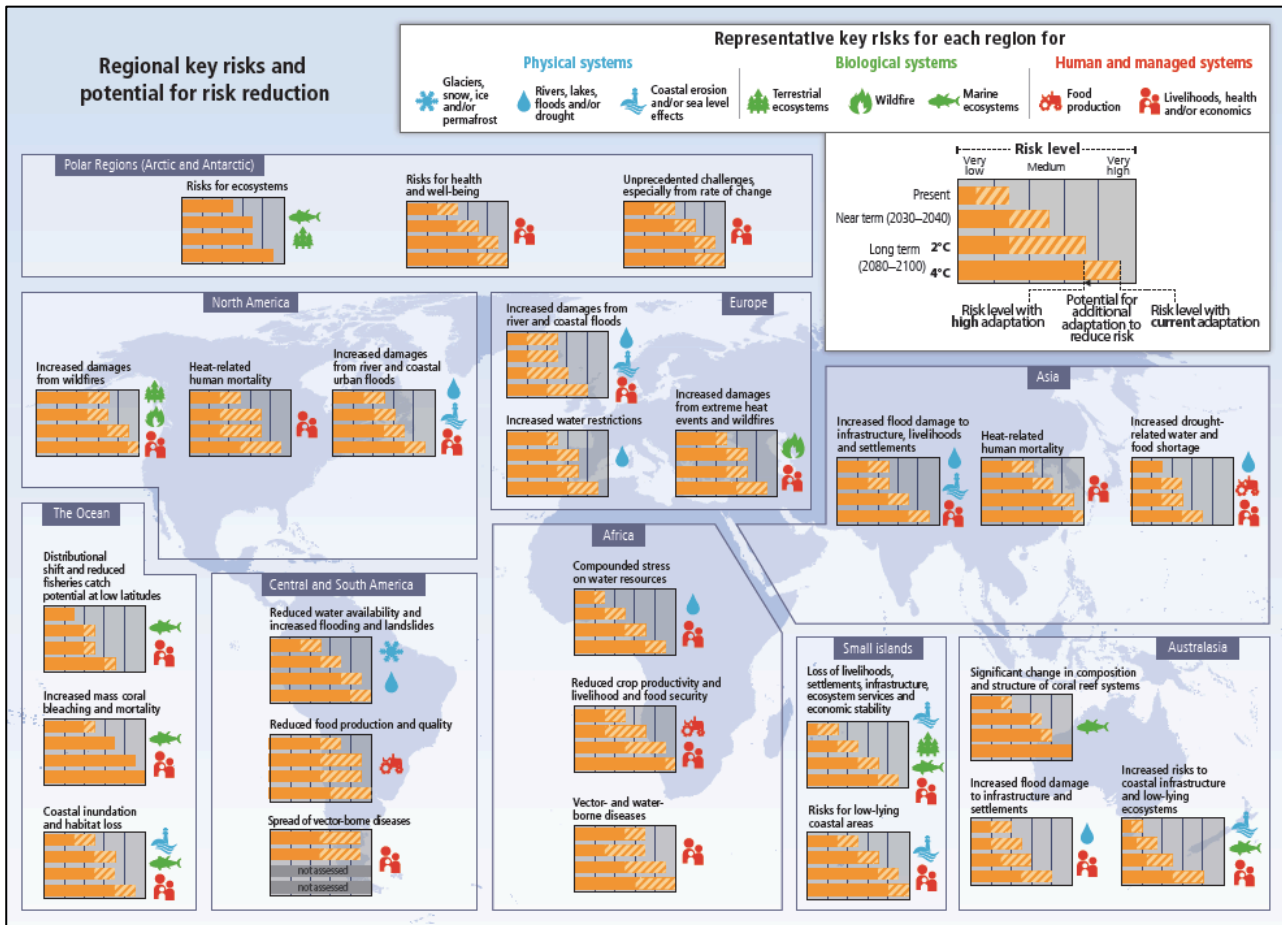 Regional key risks and
potential for risk reduction
Representative key risks for each region for
Physical systems
Biological systems
Human and managed systems
Glaciers,
snow, ice
and/or
permafrost
Rivers, lakes,
floods and/or
drought
Coastal erosion
and/or sea level
effects
Terrestrial
ecosystems
Wildfire
Marine
ecosystems
Food
production
Livelihoods, health
and/or economics
Risk level
Very
low
Medium
Very
high
Present
Near term (2030–2040)
Long term
(2080–2100)
2°C
4°C
Risk level with
high adaptation
Potential for
additional
adaptation to
reduce risk
Risk level with
current adaptation
Polar Regions (Arctic and Antarctic)
Risks for ecosystems
Risks for health
and well-being
Unprecedented challenges,
especially from rate of change
North America
Increased damages
from wildfires
Heat-related
human mortality
Increased damages
from river and coastal
urban floods
Europe
Increased damages from
river and coastal floods
Increased water restrictions
Increased damages
from extreme heat
events and wildfires
Asia
Increased flood damage to
infrastructure, livelihoods
and settlements
Heat-related
human mortality
Increased drought-
related water and
food shortage
The Ocean
Distributional
shift and reduced
fisheries catch
potential at low latitudes
Increased mass coral
bleaching and mortality
Coastal inundation
and habitat loss
Central and South America
Reduced water availability and
increased flooding and landslides
Reduced food production and quality
Spread of vector-borne diseases
not assessed
not assessed
Africa
Compounded stress
on water resources
Reduced crop productivity and
livelihood and food security
Vector- and water-
borne diseases
Small islands
Loss of livelihoods,
settlements, infrastructure,
ecosystem services and
economic stability
Risks for low-lying
coastal areas
Australasia
Significant change in composition
and structure of coral reef systems
Increased flood damage
to infrastructure and
settlements
Increased risks to
coastal infrastructure
and low-lying
ecosystems